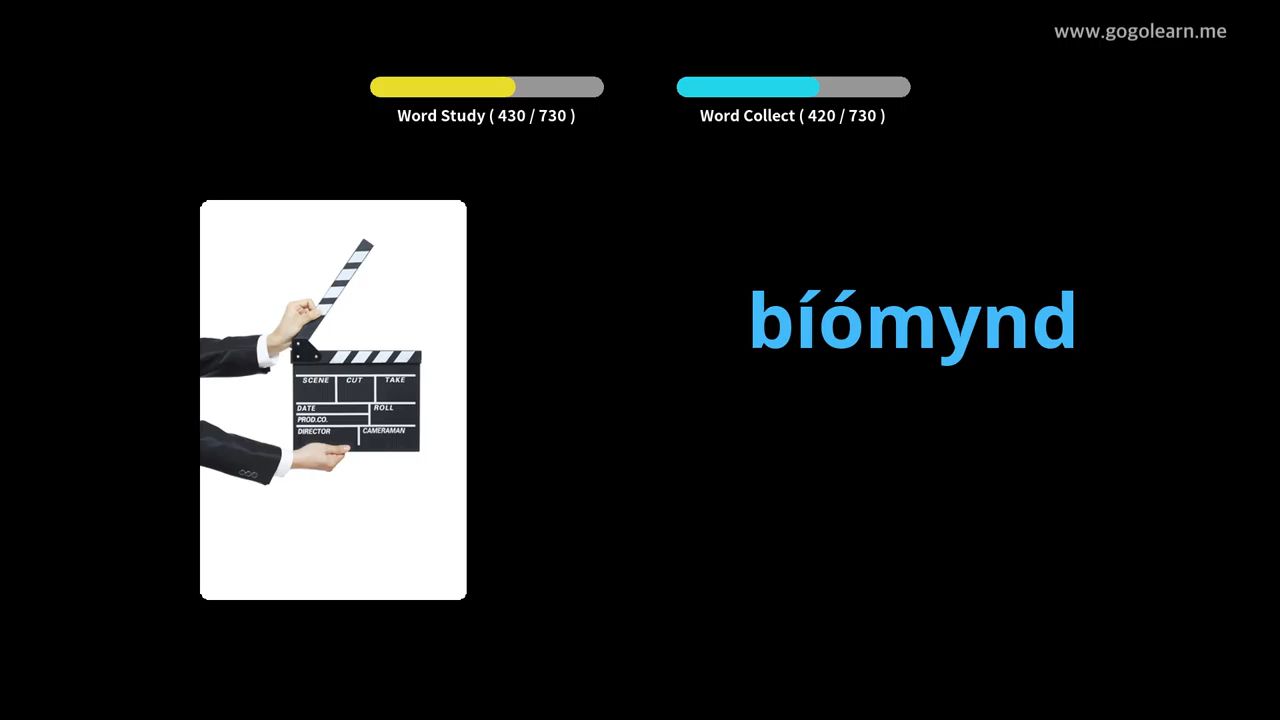 www.gogolearn.me
Word Study ( 430 / 730 )
Word Collect ( 420 / 730 )
bíómynd
SCENE CUT TAKE
DATE ROLL
PROD.CO.
DIRECTOR CAMERAMAN